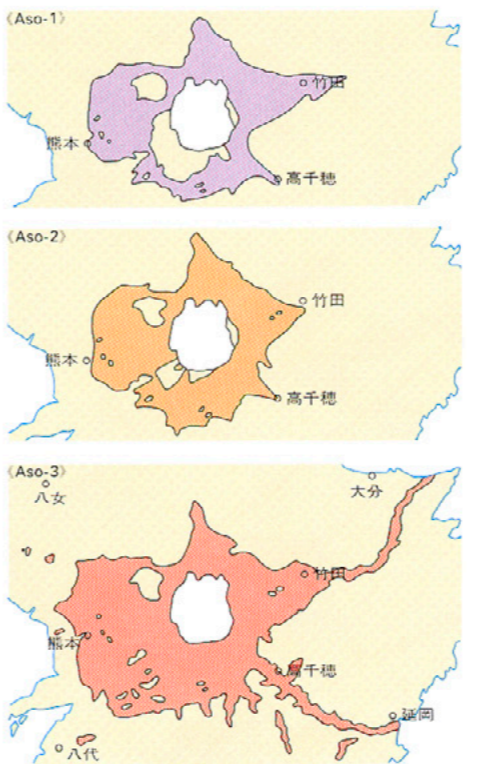 《Aso-1》
竹田
熊本
高千穂
《Aso-2》
竹田
熊本
高千穂
《Aso-3》
八女
大分
竹田
熊本
高千穂
延岡
八代